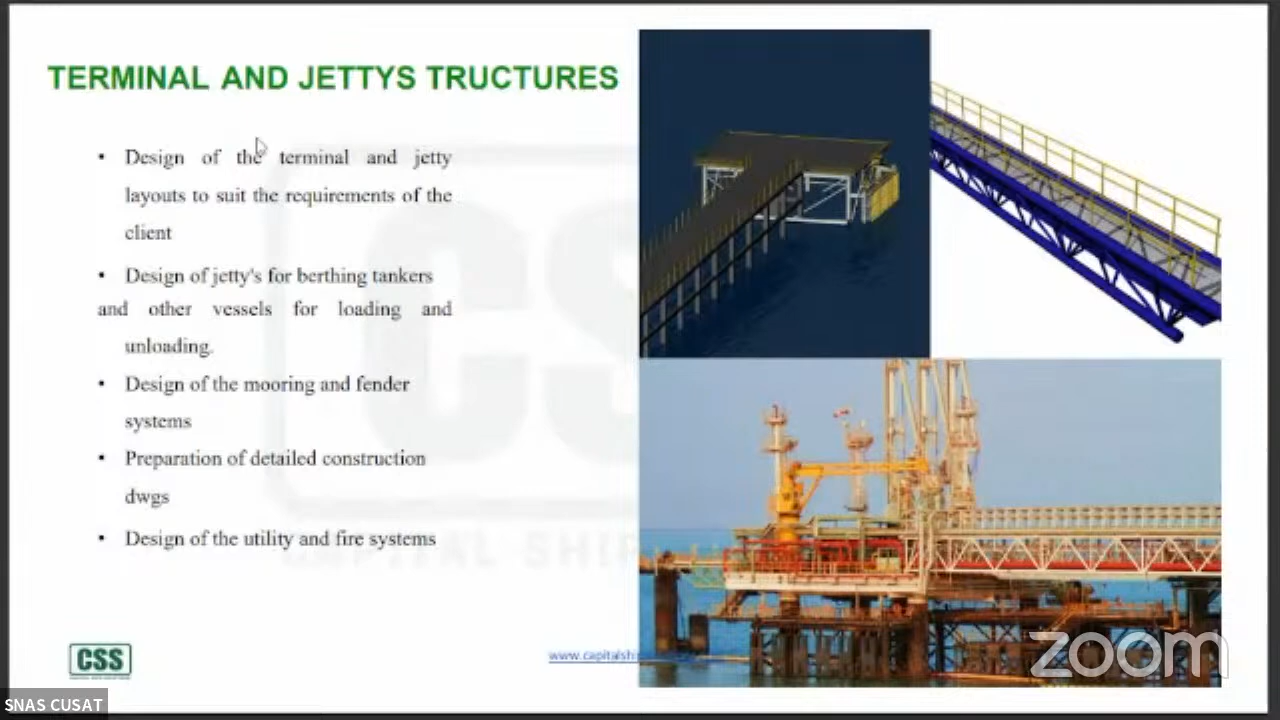 TERMINAL AND JETTYS TRUCTURES
• Design of the terminal and jetty
layouts to suit the requirements of the
client
• Design of jetty's for berthing tankers
and other vessels for loading and
unloading.
• Design of the mooring and fender
systems
• Preparation of detailed construction
dwgs
• Design of the utility and fire systems
CSS
www.capitalshi
zoom
SNAS CUSAT